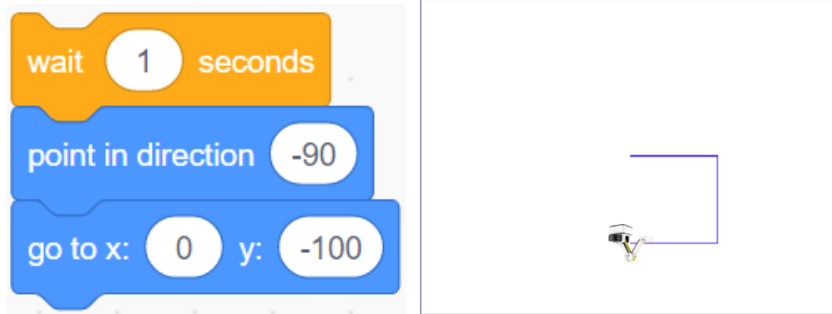 wait 1 seconds
point in direction -90
go to x: 0 y: -100